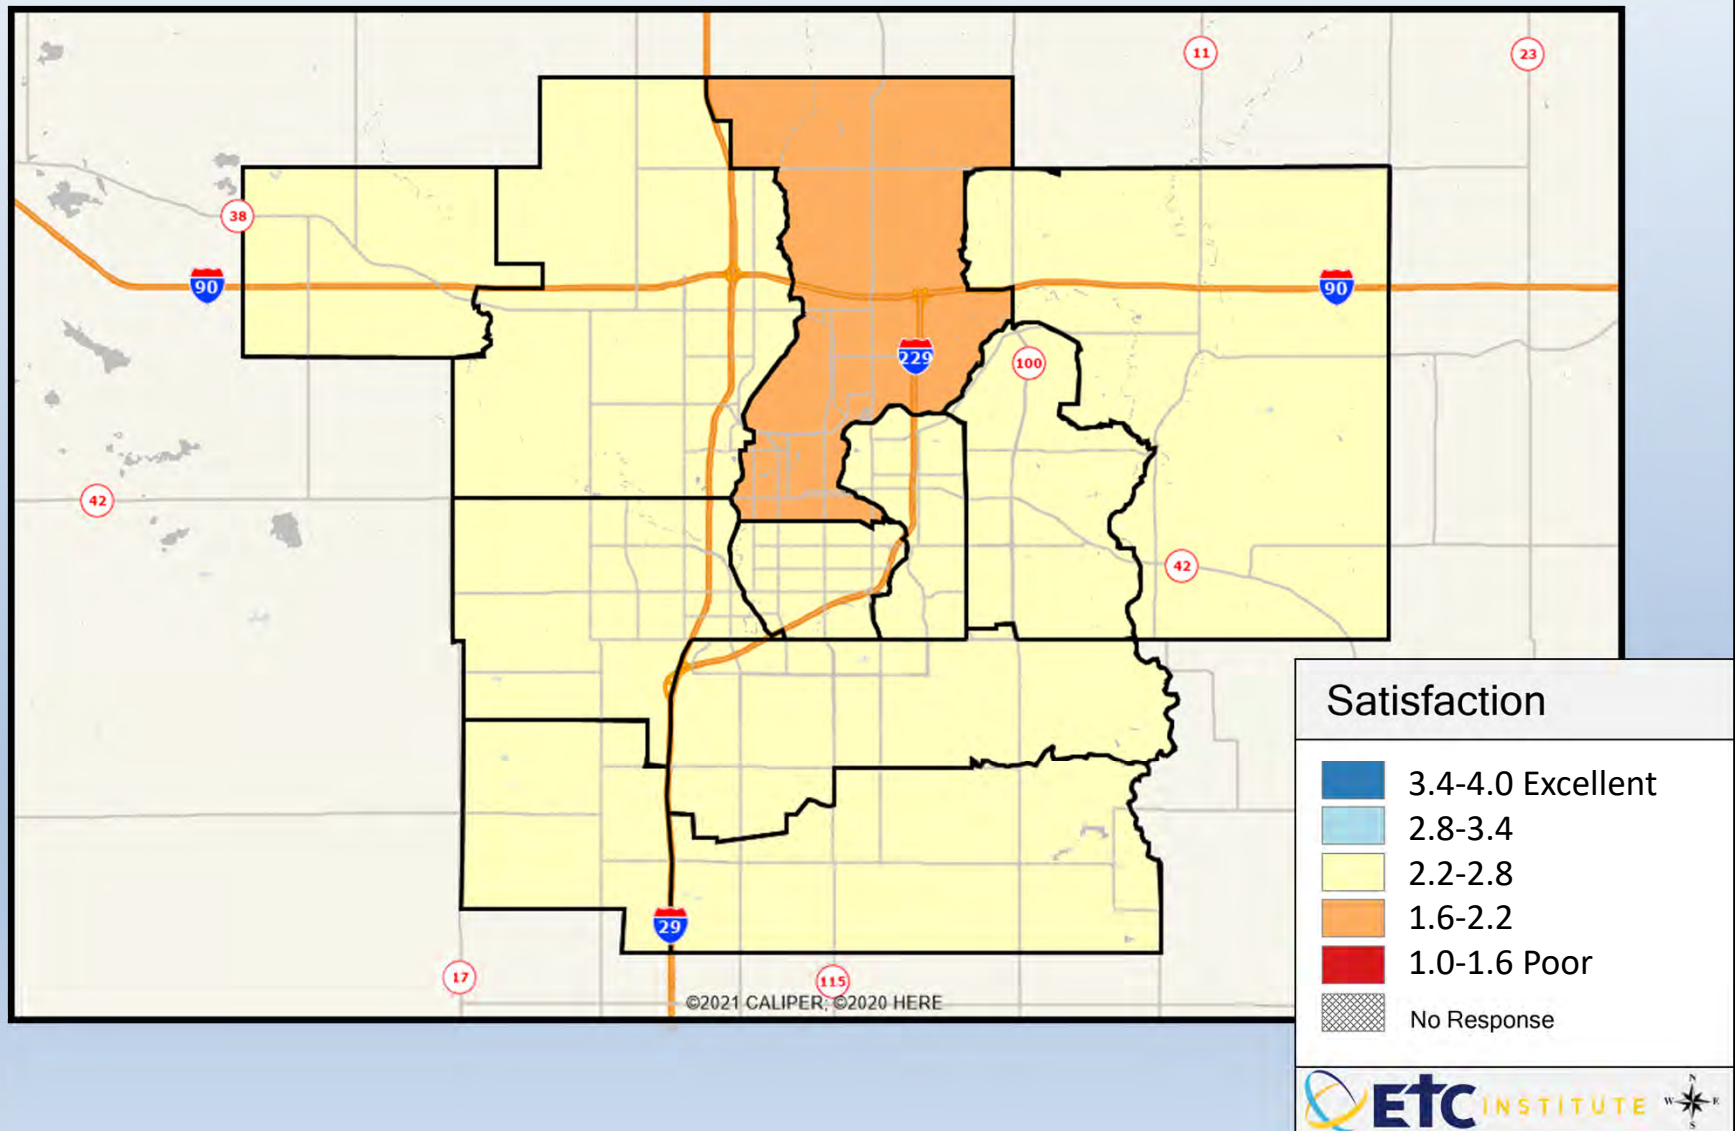 11
23
38
90
90
229
100
42
42
29
17
115
©2021 CALIPER; ©2020 HERE
Satisfaction
3.4-4.0 Excellent
2.8-3.4
2.2-2.8
1.6-2.2
1.0-1.6 Poor
No Response
ETC INSTITUTE
N
W E
S